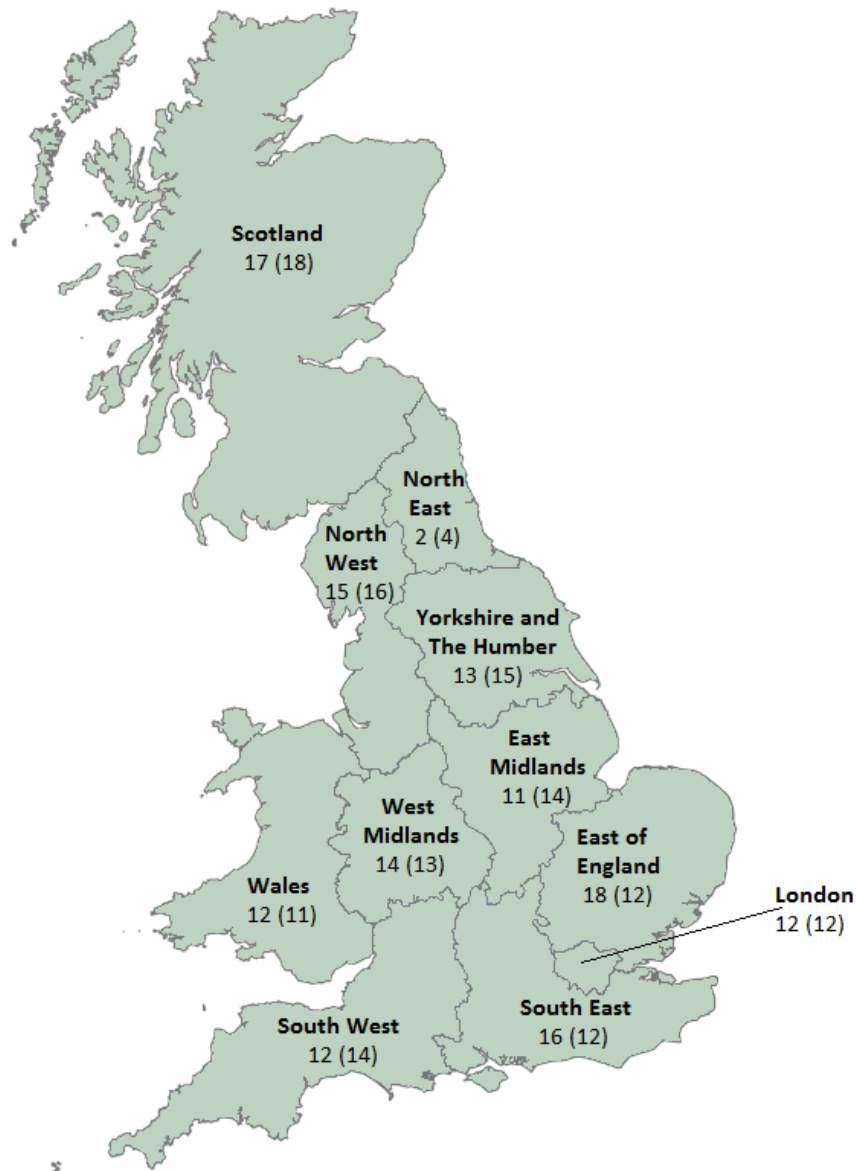 Scotland
17 (18)
North
East
2 (4)
North
West
15 (16)
Yorkshire and
The Humber
13 (15)
East
Midlands
11 (14)
West
Midlands
14 (13)
East of
England
18 (12)
Wales
12 (11)
London
12 (12)
South East
16 (12)
South West
12 (14)